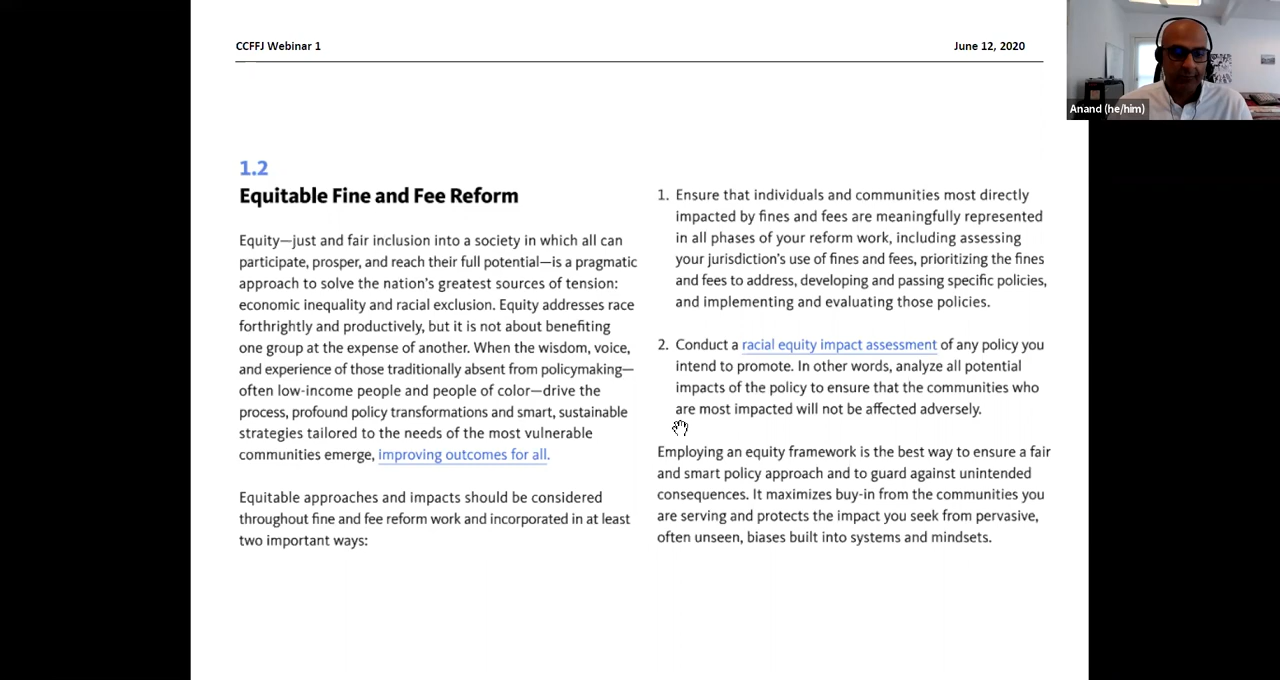 CCFFJ Webinar 1
June 12, 2020
Anand (he/him)
1.2
Equitable Fine and Fee Reform
Equity—just and fair inclusion into a society in which all can
participate, prosper, and reach their full potential—is a pragmatic
approach to solve the nation's greatest sources of tension:
economic inequality and racial exclusion. Equity addresses race
forthrightly and productively, but it is not about benefiting
one group at the expense of another. When the wisdom, voice,
and experience of those traditionally absent from policymaking—
often low-income people and people of color—drive the
process, profound policy transformations and smart, sustainable
strategies tailored to the needs of the most vulnerable
communities emerge, improving outcomes for all.
Equitable approaches and impacts should be considered
throughout fine and fee reform work and incorporated in at least
two important ways:
1. Ensure that individuals and communities most directly
impacted by fines and fees are meaningfully represented
in all phases of your reform work, including assessing
your jurisdiction's use of fines and fees, prioritizing the fines
and fees to address, developing and passing specific policies,
and implementing and evaluating those policies.
2. Conduct a racial equity impact assessment of any policy you
intend to promote. In other words, analyze all potential
impacts of the policy to ensure that the communities who
are most impacted will not be affected adversely.
Employing an equity framework is the best way to ensure a fair
and smart policy approach and to guard against unintended
consequences. It maximizes buy-in from the communities you
are serving and protects the impact you seek from pervasive,
often unseen, biases built into systems and mindsets.